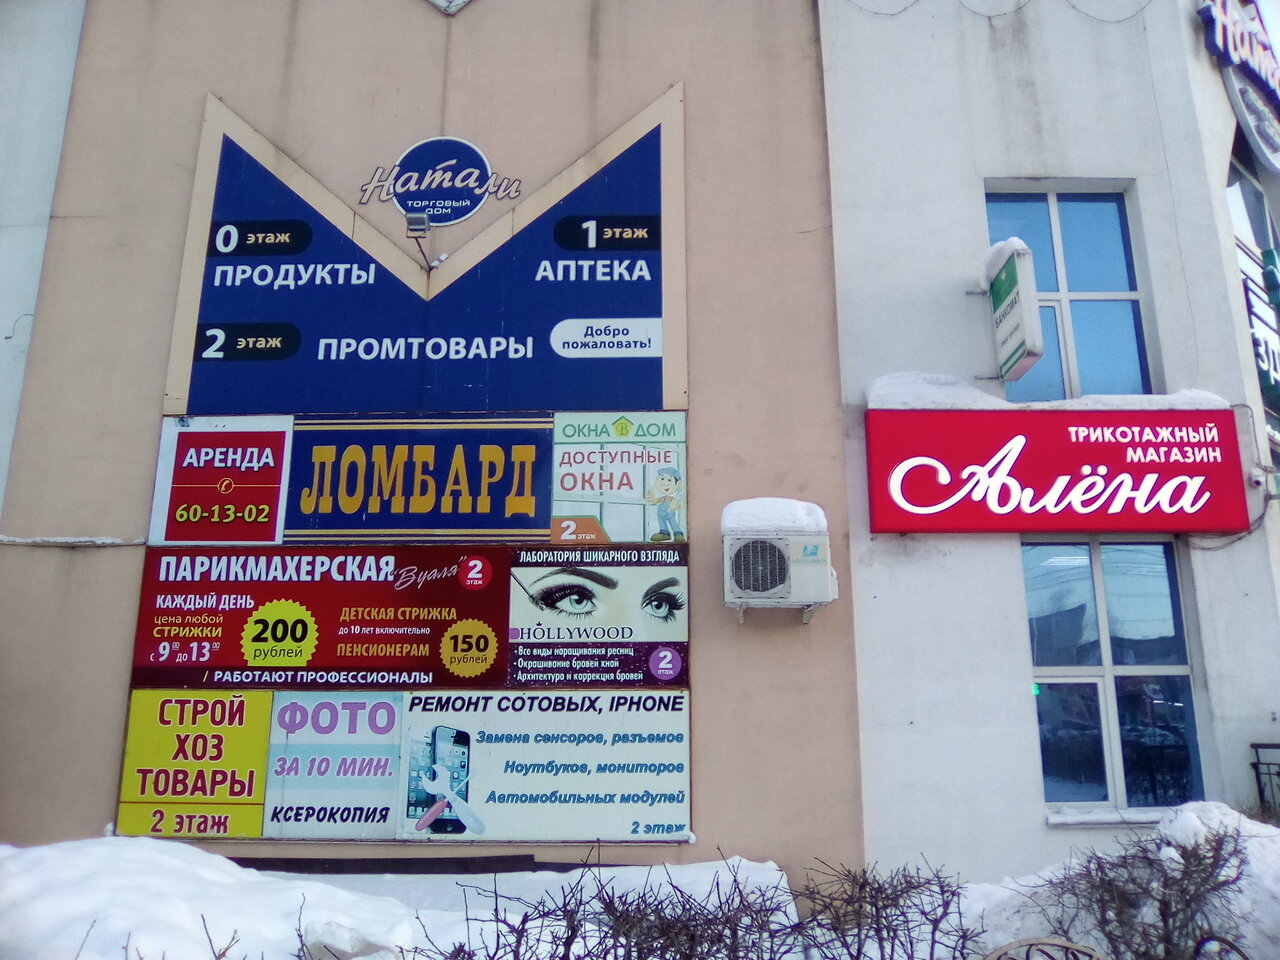 Натали
ТОРГОВЫЙ
ДОМ
0 этаж
ПРОДУКТЫ
1 этаж
АПТЕКА
2 этаж
ПРОМТОВАРЫ
Добро
пожаловать!
АРЕНДА
60-13-02
ЛОМБАРД
ОКНА В ДОМ
ДОСТУПНЫЕ
ОКНА
2 этаж
ПАРИКМАХЕРСКАЯ "Вуаля" 2 этаж
КАЖДЫЙ ДЕНЬ
цена любой
СТРИЖКИ
с 9⁰⁰ до 13⁰⁰
200
рублей
ДЕТСКАЯ СТРИЖКА
до 10 лет включительно
ПЕНСИОНЕРАМ
150
рублей
/ РАБОТАЮТ ПРОФЕССИОНАЛЫ
ЛАБОРАТОРИЯ ШИКАРНОГО ВЗГЛЯДА
HOLLYWOOD
·Все виды наращивания ресниц
·Окрашивание бровей хной
·Архитектура и коррекция бровей
2 этаж
СТРОЙ
ХОЗ
ТОВАРЫ
2 этаж
ФОТО
ЗА 10 МИН.
КСЕРОКОПИЯ
РЕМОНТ СОТОВЫХ, IPHONE
Замена сенсоров, разъемов
Ноутбуков, мониторов
Автомобильных модулей
2 этаж
БАНКОМАТ
ТРИКОТАЖНЫЙ
МАГАЗИН
Алёна